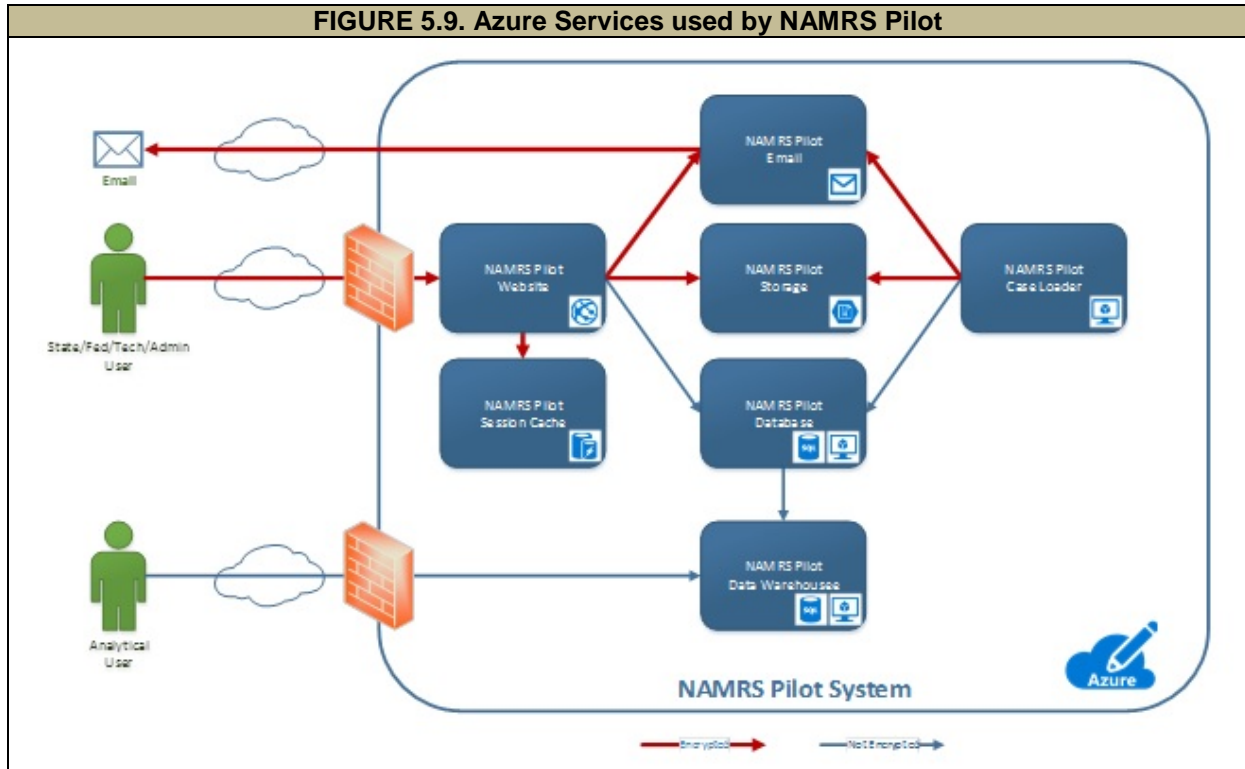 FIGURE 5.9. Azure Services used by NAMRS Pilot
NAMRS Pilot
Email
Email
NAMRS Pilot
Website
NAMRS Pilot
Storage
NAMRS Pilot
Case Loader
State/Fed/Tech/Admin
User
NAMRS Pilot
Session Cache
NAMRS Pilot
Database
SQL
NAMRS Pilot
Data Warehousee
SQL
Analytical
User
NAMRS Pilot System
Azure
Encrypted
Not Encrypted